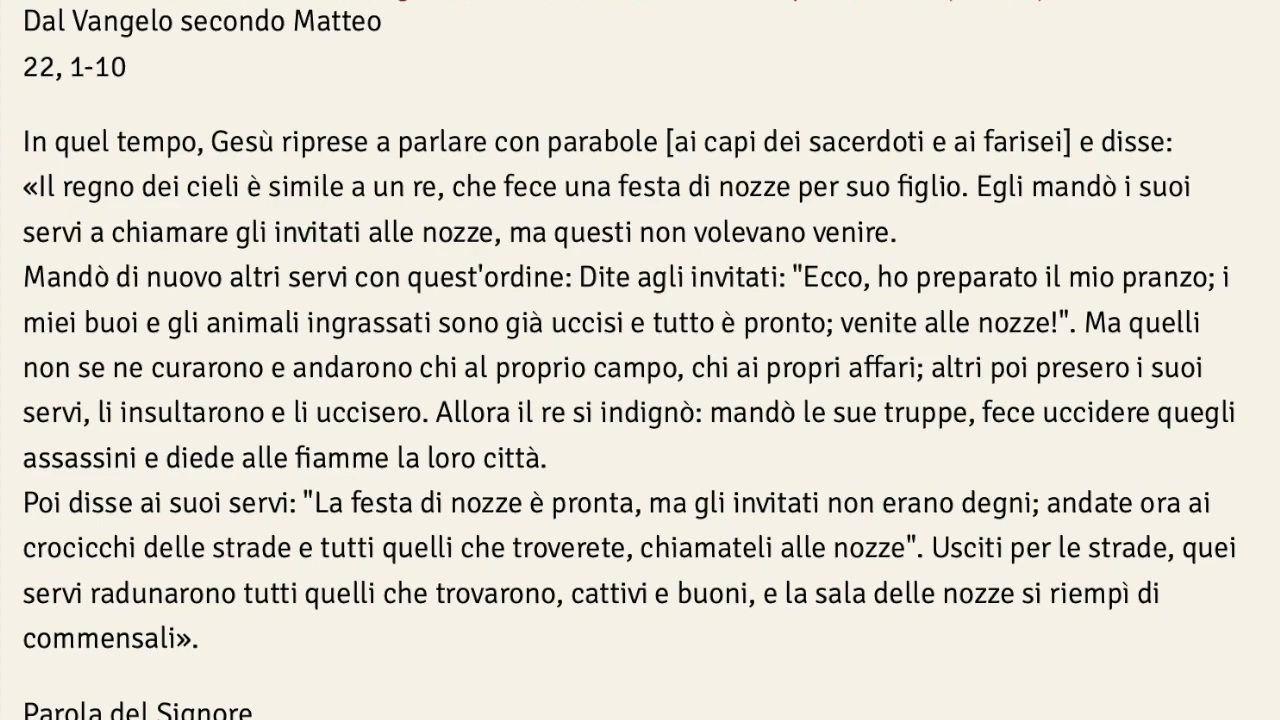 Dal Vangelo secondo Matteo
22, 1-10
In quel tempo, Gesù riprese a parlare con parabole [ai capi dei sacerdoti e ai farisei] e disse:
«Il regno dei cieli è simile a un re, che fece una festa di nozze per suo figlio. Egli mandò i suoi
servi a chiamare gli invitati alle nozze, ma questi non volevano venire.
Mandò di nuovo altri servi con quest'ordine: Dite agli invitati: "Ecco, ho preparato il mio pranzo; i
miei buoi e gli animali ingrassati sono già uccisi e tutto è pronto; venite alle nozze!". Ma quelli
non se ne curarono e andarono chi al proprio campo, chi ai propri affari; altri poi presero i suoi
servi, li insultarono e li uccisero. Allora il re si indignò: mandò le sue truppe, fece uccidere quegli
assassini e diede alle fiamme la loro città.
Poi disse ai suoi servi: "La festa di nozze è pronta, ma gli invitati non erano degni; andate ora ai
crocicchi delle strade e tutti quelli che troverete, chiamateli alle nozze". Usciti per le strade, quei
servi radunarono tutti quelli che trovarono, cattivi e buoni, e la sala delle nozze si riempì di
commensali».
Parola del Signore